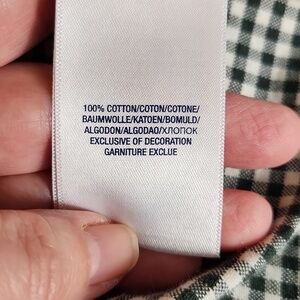 100% COTTON/COTON/COTONE/
BAUMWOLLE/KATOEN/BOMULD/
ALGODON/ALGODAO/ХЛОПОК
EXCLUSIVE OF DECORATION
GARNITURE EXCLUE